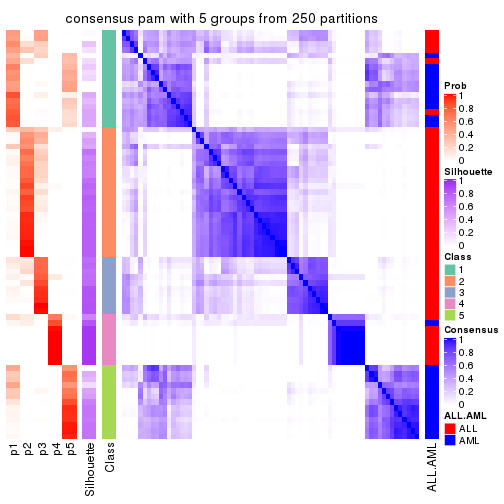 consensus pam with 5 groups from 250 partitions
p1
p2
p3
p4
p5
Silhouette
Class
ALL.AML
Prob
1
0.8
0.6
0.4
0.2
0
Silhouette
1
0.8
0.6
0.4
0.2
0
Class
1
2
3
4
5
Consensus
1
0.8
0.6
0.4
0.2
0
ALL.AML
ALL
AML